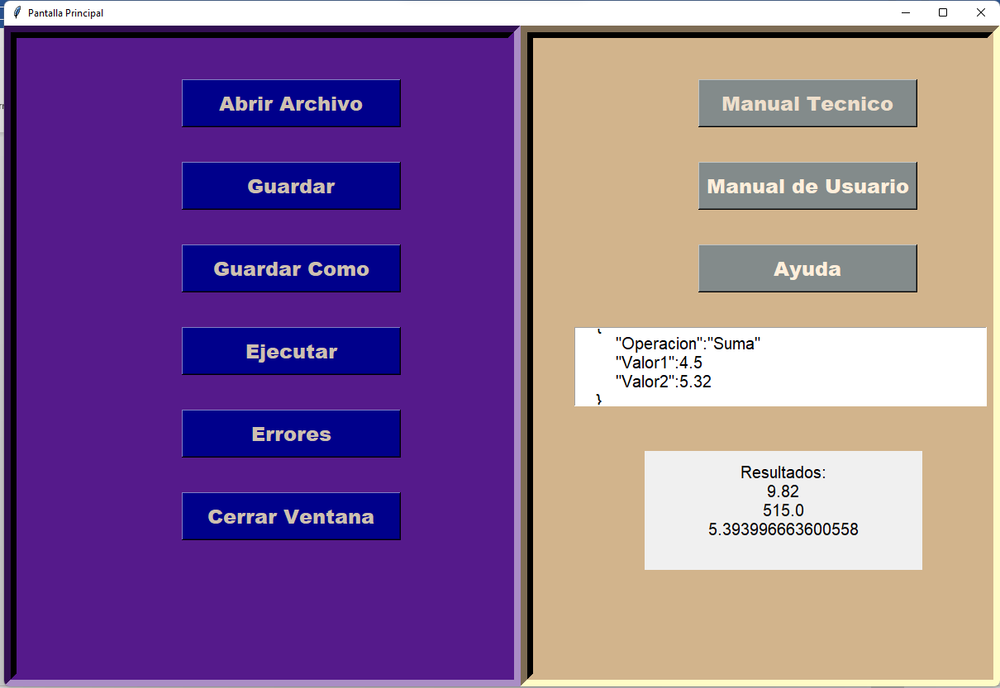 Pantalla Principal
Abrir Archivo
Guardar
Guardar Como
Ejecutar
Errores
Cerrar Ventana
Manual Tecnico
Manual de Usuario
Ayuda
{
"Operacion":"Suma"
"Valor1":4.5
"Valor2":5.32
}
Resultados:
9.82
515.0
5.393996663600558